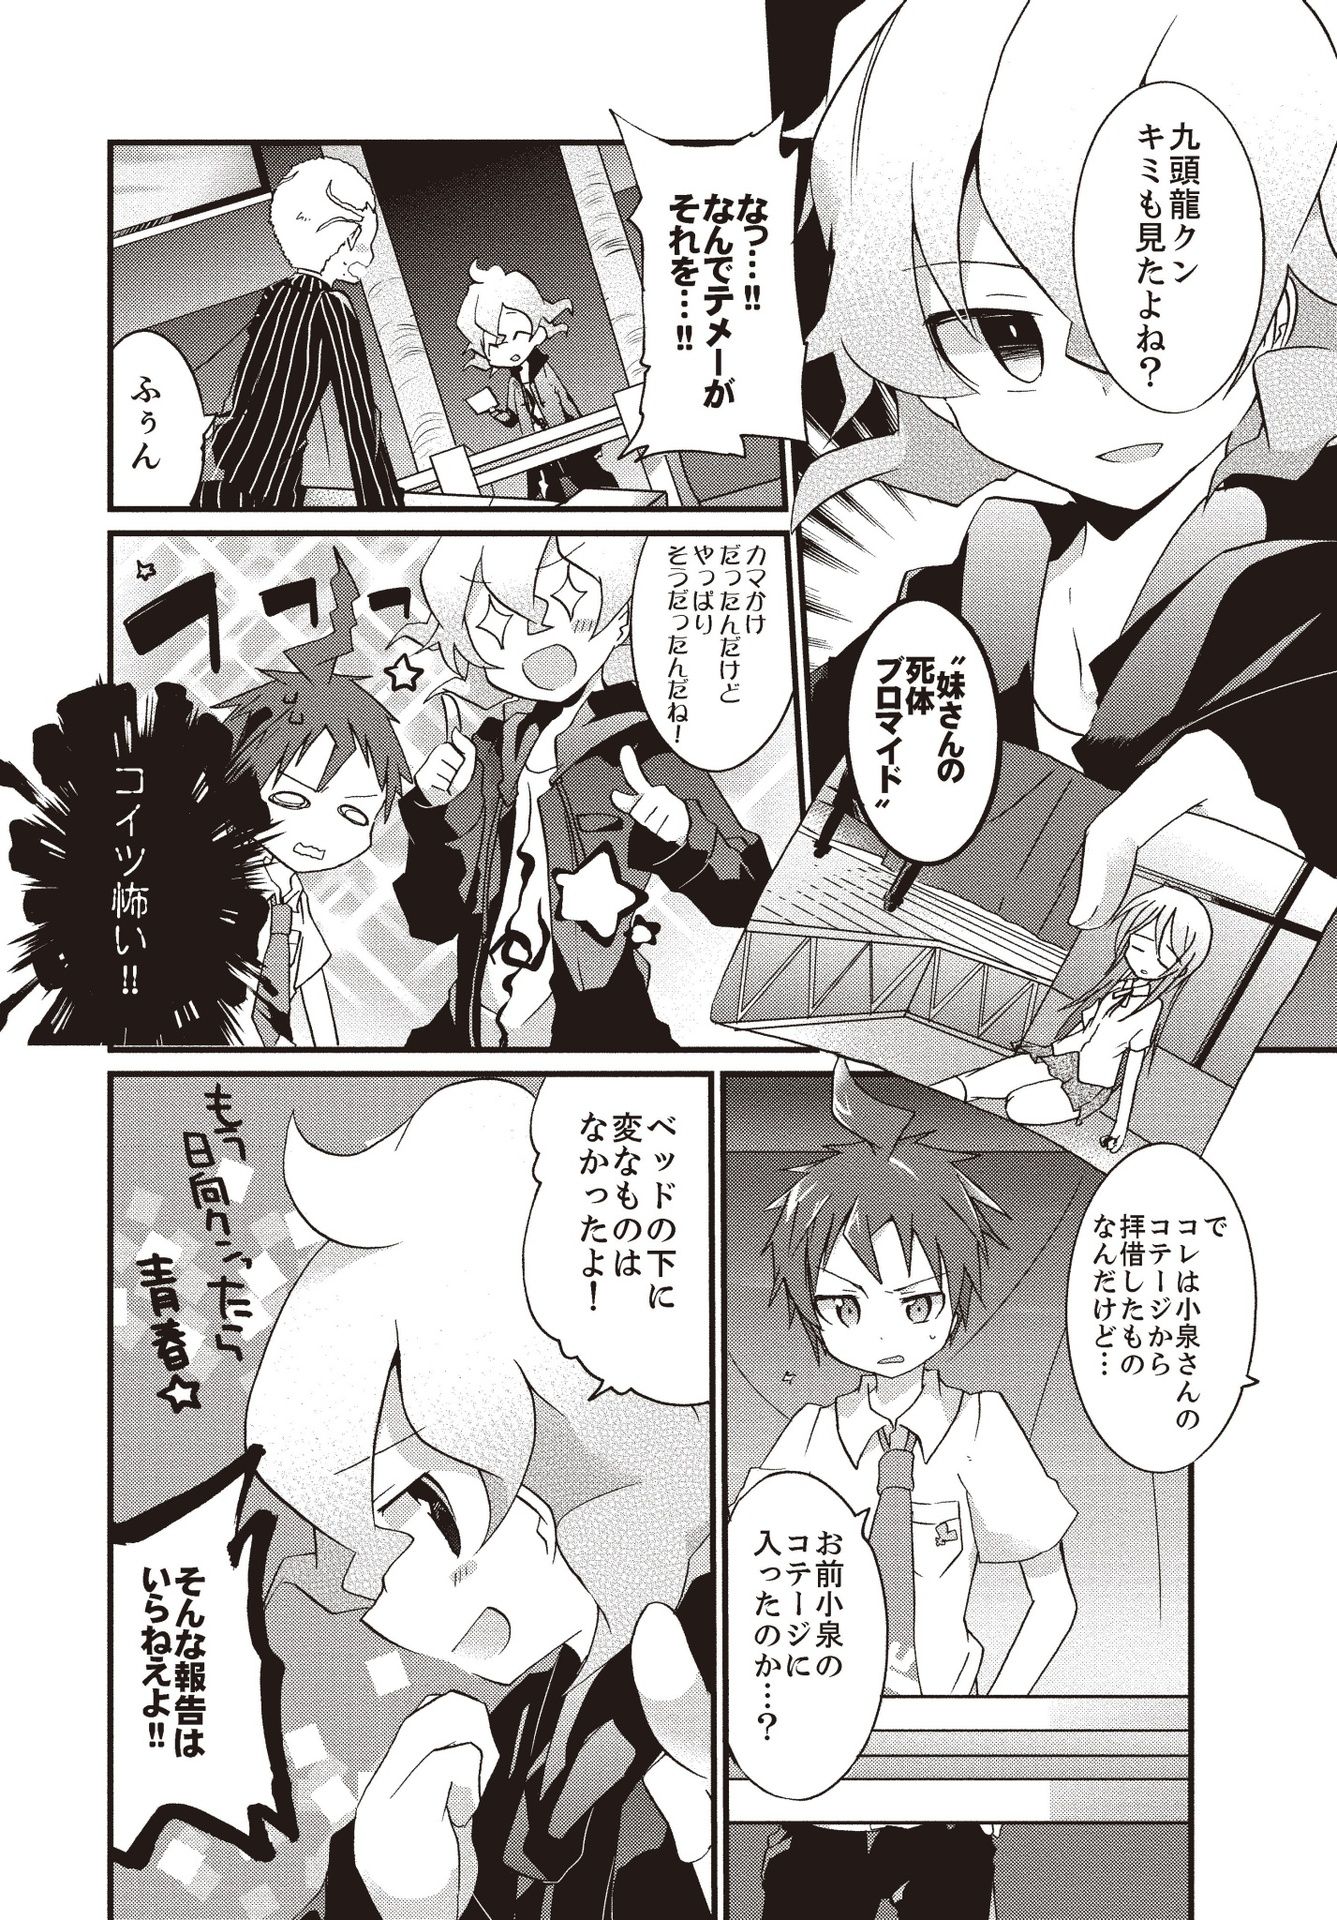 九頭龍クン
キミも見たよね?
"妹さんの
死体
ブロマイド"
なっ…!!
なんでテメーが
それを…!!
ふぅん
カマかけ
だったんだけど
やっぱり
そうだったんだね!
フフフ
コイツ怖い!!
で
コレは小泉さんの
コテージから
拝借したもの
なんだけど…
お前小泉の
コテージに
入ったのか…?
ベッドの下に
変なものは
なかったよ!
もう
日向クンったら
青春☆
そんな報告は
いらねえよ!!